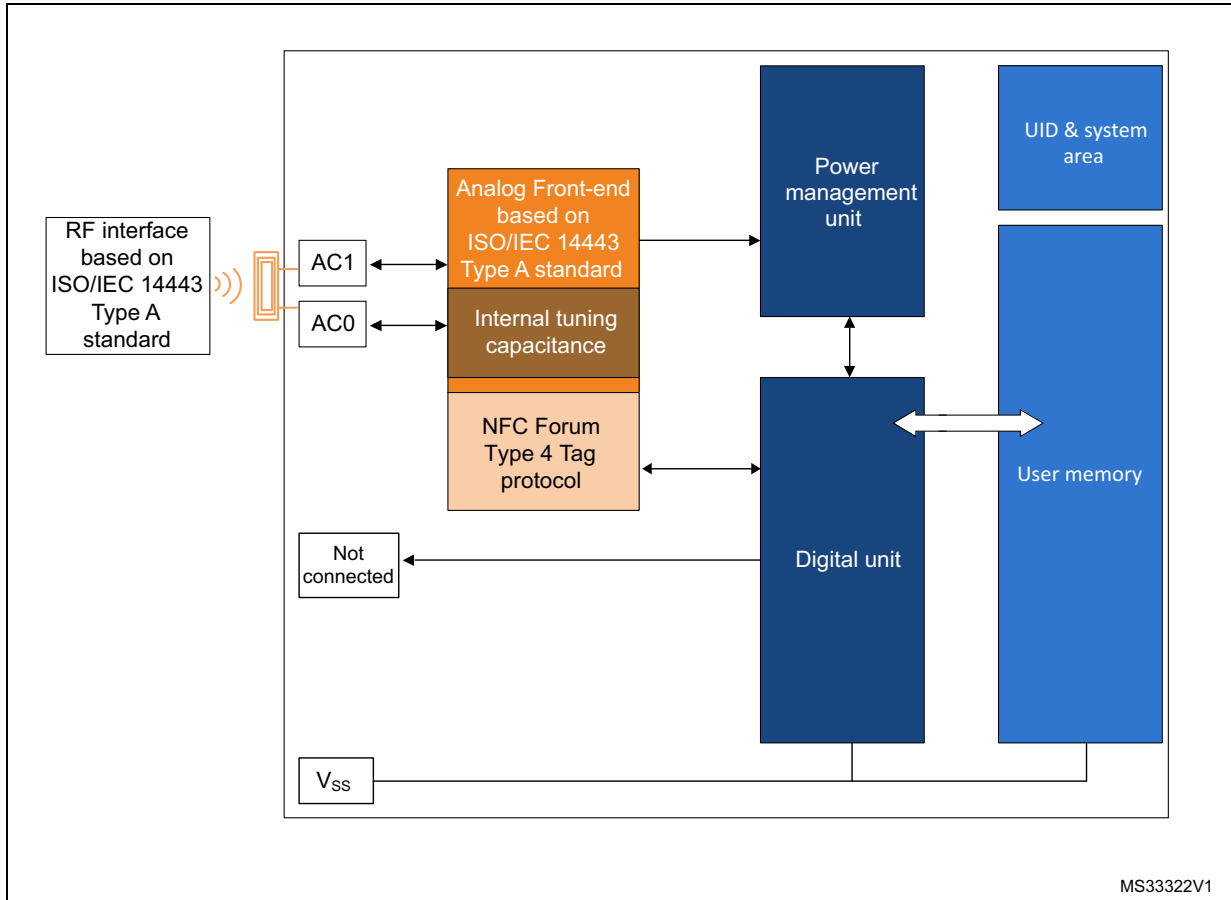 RF interface
based on
ISO/IEC 14443
Type A
standard
AC1
AC0
Analog Front-end
based on
ISO/IEC 14443
Type A standard
Internal tuning
capacitance
NFC Forum
Type 4 Tag
protocol
Not
connected
VSS
Power
management
unit
Digital unit
UID & system
area
User memory
MS33322V1